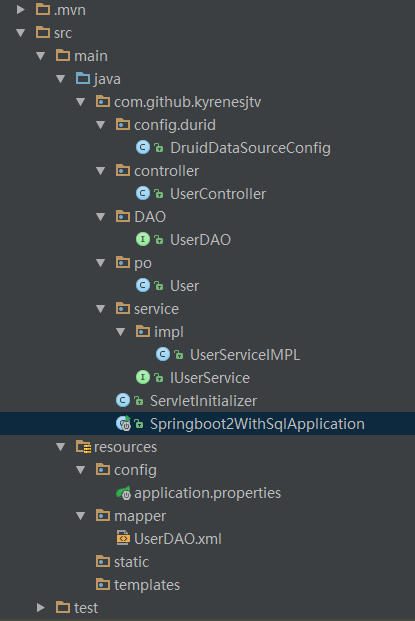 .mvn
src
main
java
com.github.kyrenesjtv
config.durid
DruidDataSourceConfig
controller
UserController
DAO
UserDAO
po
User
service
impl
UserServiceIMPL
IUserService
ServletInitializer
Springboot2WithSqlApplication
resources
config
application.properties
mapper
UserDAO.xml
static
templates
test